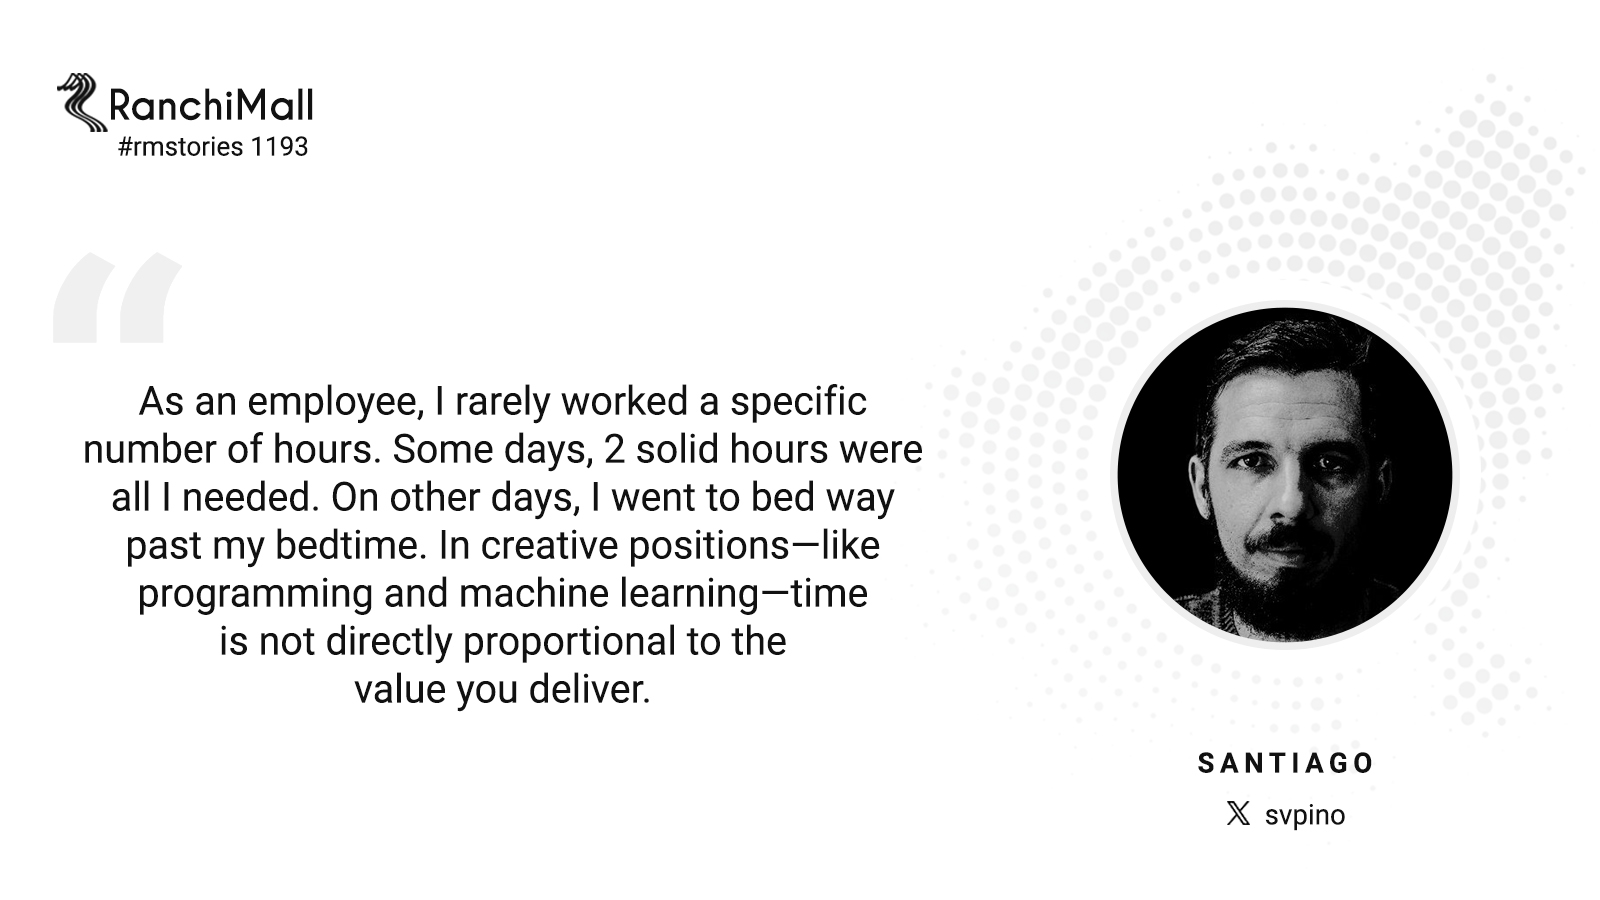 RanchiMall
#rmstories 1193
“
As an employee, I rarely worked a specific
number of hours. Some days, 2 solid hours were
all I needed. On other days, I went to bed way
past my bedtime. In creative positions—like
programming and machine learning—time
is not directly proportional to the
value you deliver.
SANTIAGO
𝕏 svpino